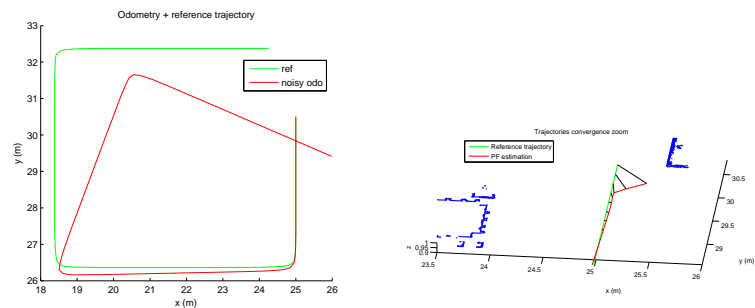 Odometry + reference trajectory
33
32
31
30
29
28
27
26
y (m)
ref
noisy odo
18 19 20 21 22 23 24 25 26
x (m)
Trajectories convergence zoom
Reference trajectory
PF estimation
30.5
30
29.5
29
y (m)
z
1
0.95
0.9
23.5 24 24.5 25 25.5 26
x (m)